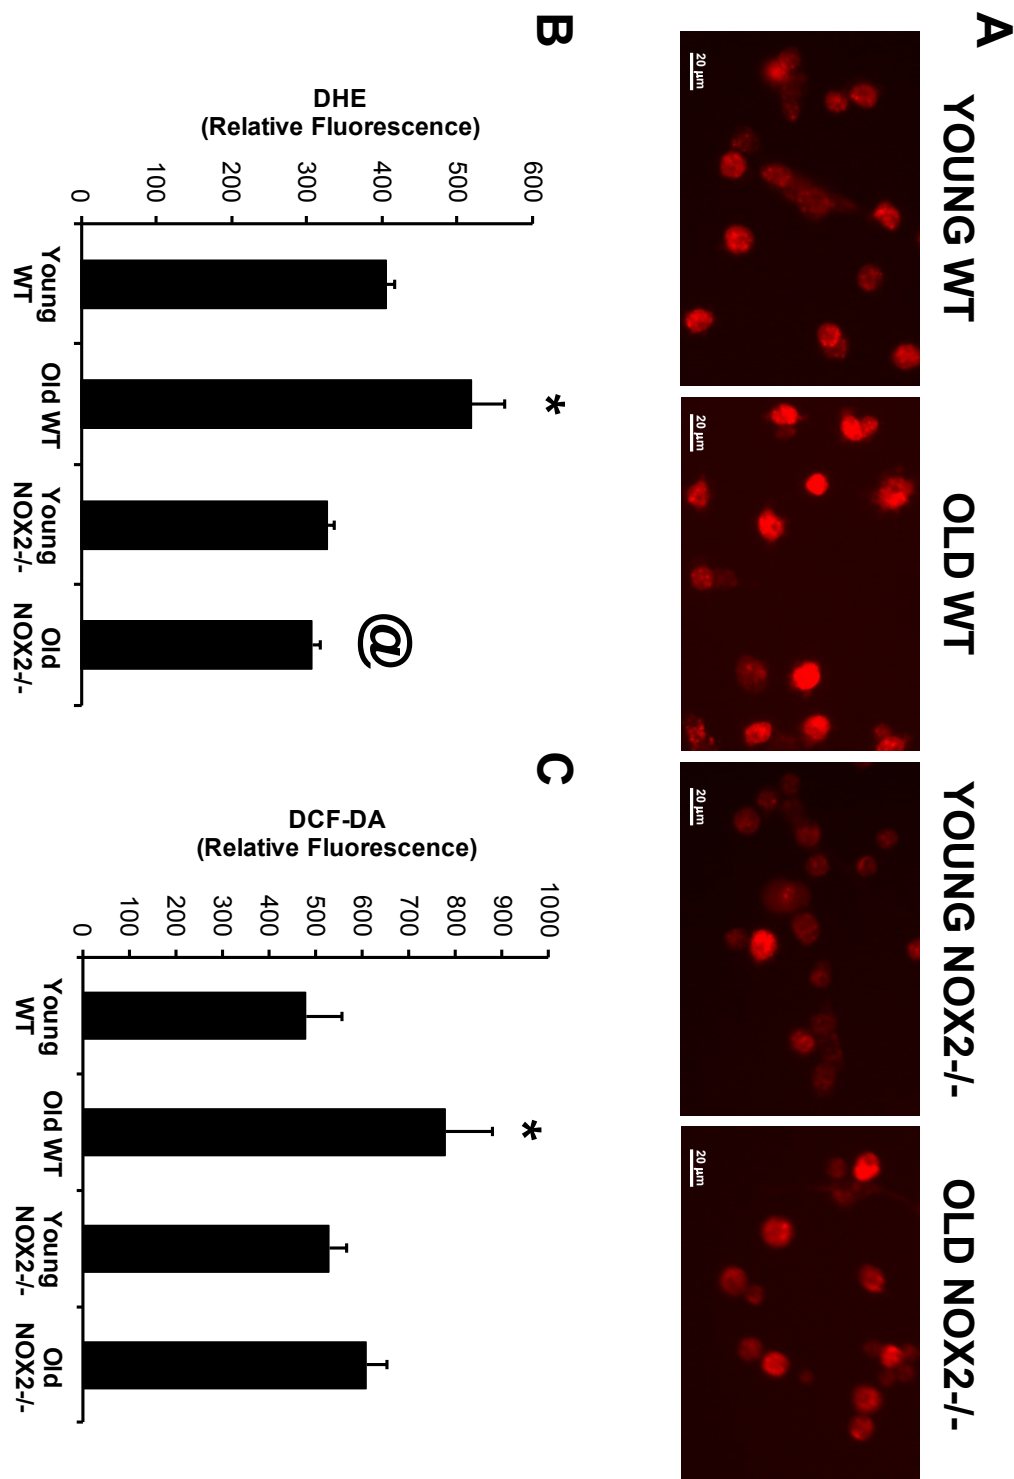 A
YOUNG WT
OLD WT
YOUNG NOX2-/-
OLD NOX2-/-
20 µm
20 µm
20 µm
20 µm
B
DHE
(Relative Fluorescence)
600
500
400
300
200
100
0
*
@
Young
WT
Old WT
Young
NOX2-/-
Old
NOX2-/-
C
DCF-DA
(Relative Fluorescence)
1000
900
800
700
600
500
400
300
200
100
0
*
Young
WT
Old WT
Young
NOX2-/-
Old
NOX2-/-